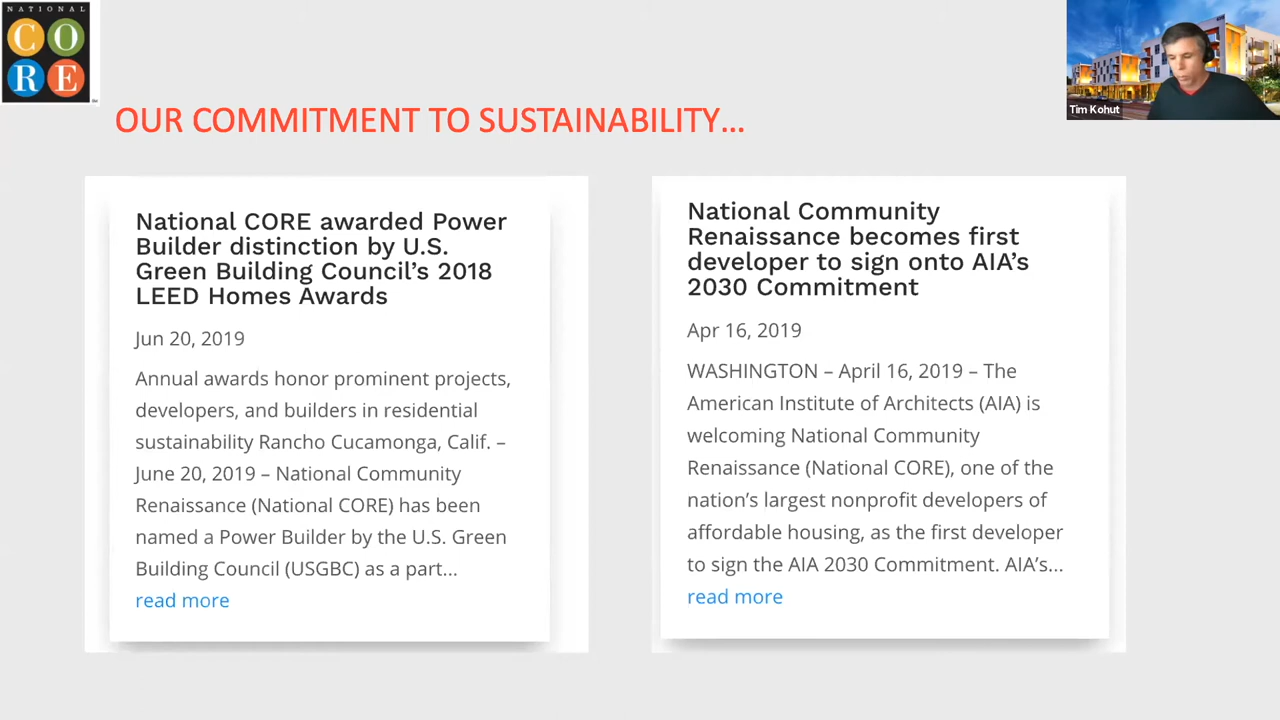 NATIONAL
CO
RE
Tim Kohut
OUR COMMITMENT TO SUSTAINABILITY...
National CORE awarded Power
Builder distinction by U.S.
Green Building Council’s 2018
LEED Homes Awards
Jun 20, 2019
Annual awards honor prominent projects,
developers, and builders in residential
sustainability Rancho Cucamonga, Calif. –
June 20, 2019 – National Community
Renaissance (National CORE) has been
named a Power Builder by the U.S. Green
Building Council (USGBC) as a part...
read more
National Community
Renaissance becomes first
developer to sign onto AIA’s
2030 Commitment
Apr 16, 2019
WASHINGTON – April 16, 2019 – The
American Institute of Architects (AIA) is
welcoming National Community
Renaissance (National CORE), one of the
nation’s largest nonprofit developers of
affordable housing, as the first developer
to sign the AIA 2030 Commitment. AIA’s...
read more